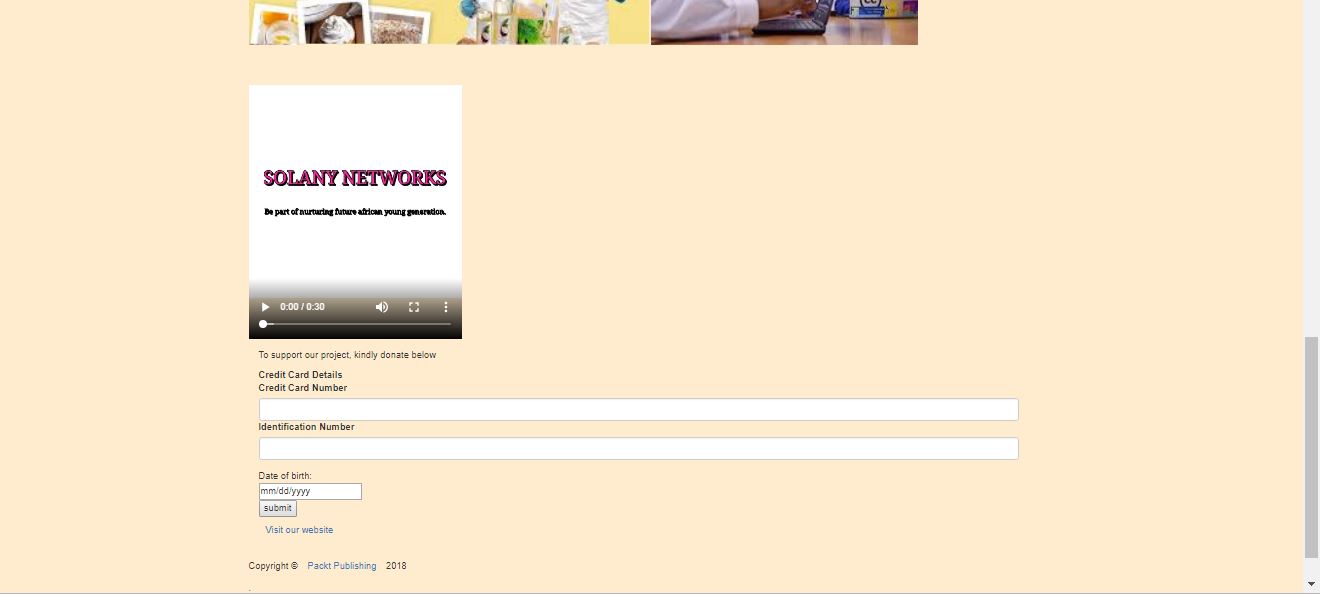 SOLANY NETWORKS
Be part of nurturing future african young generation.
0:00 / 0:30
To support our project, kindly donate below
Credit Card Details
Credit Card Number
Identification Number
Date of birth:
mm/dd/yyyy
submit
Visit our website
Copyright © Packt Publishing 2018
.